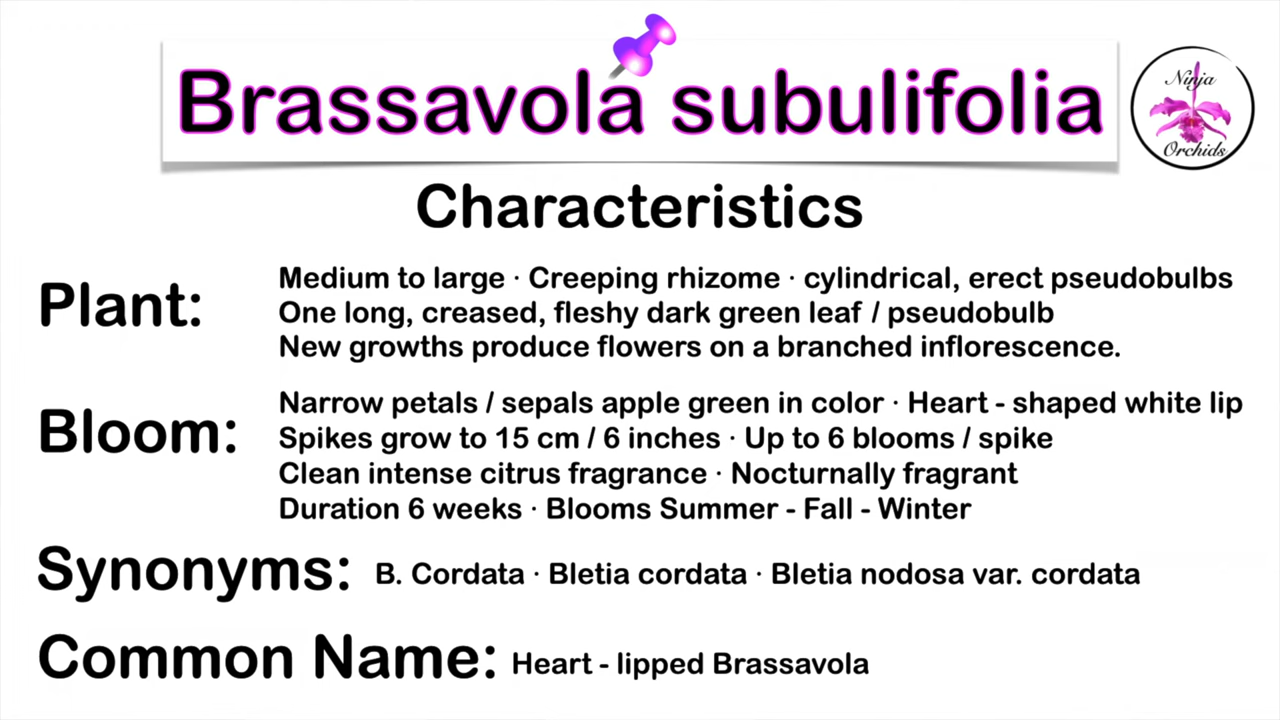 Brassavola subulifolia
Ninja
Orchids
Characteristics
Plant:
Medium to large · Creeping rhizome · cylindrical, erect pseudobulbs
One long, creased, fleshy dark green leaf / pseudobulb
New growths produce flowers on a branched inflorescence.
Bloom:
Narrow petals / sepals apple green in color · Heart - shaped white lip
Spikes grow to 15 cm / 6 inches · Up to 6 blooms / spike
Clean intense citrus fragrance · Nocturnally fragrant
Duration 6 weeks · Blooms Summer - Fall - Winter
Synonyms: B. Cordata · Bletia cordata · Bletia nodosa var. cordata
Common Name: Heart - lipped Brassavola